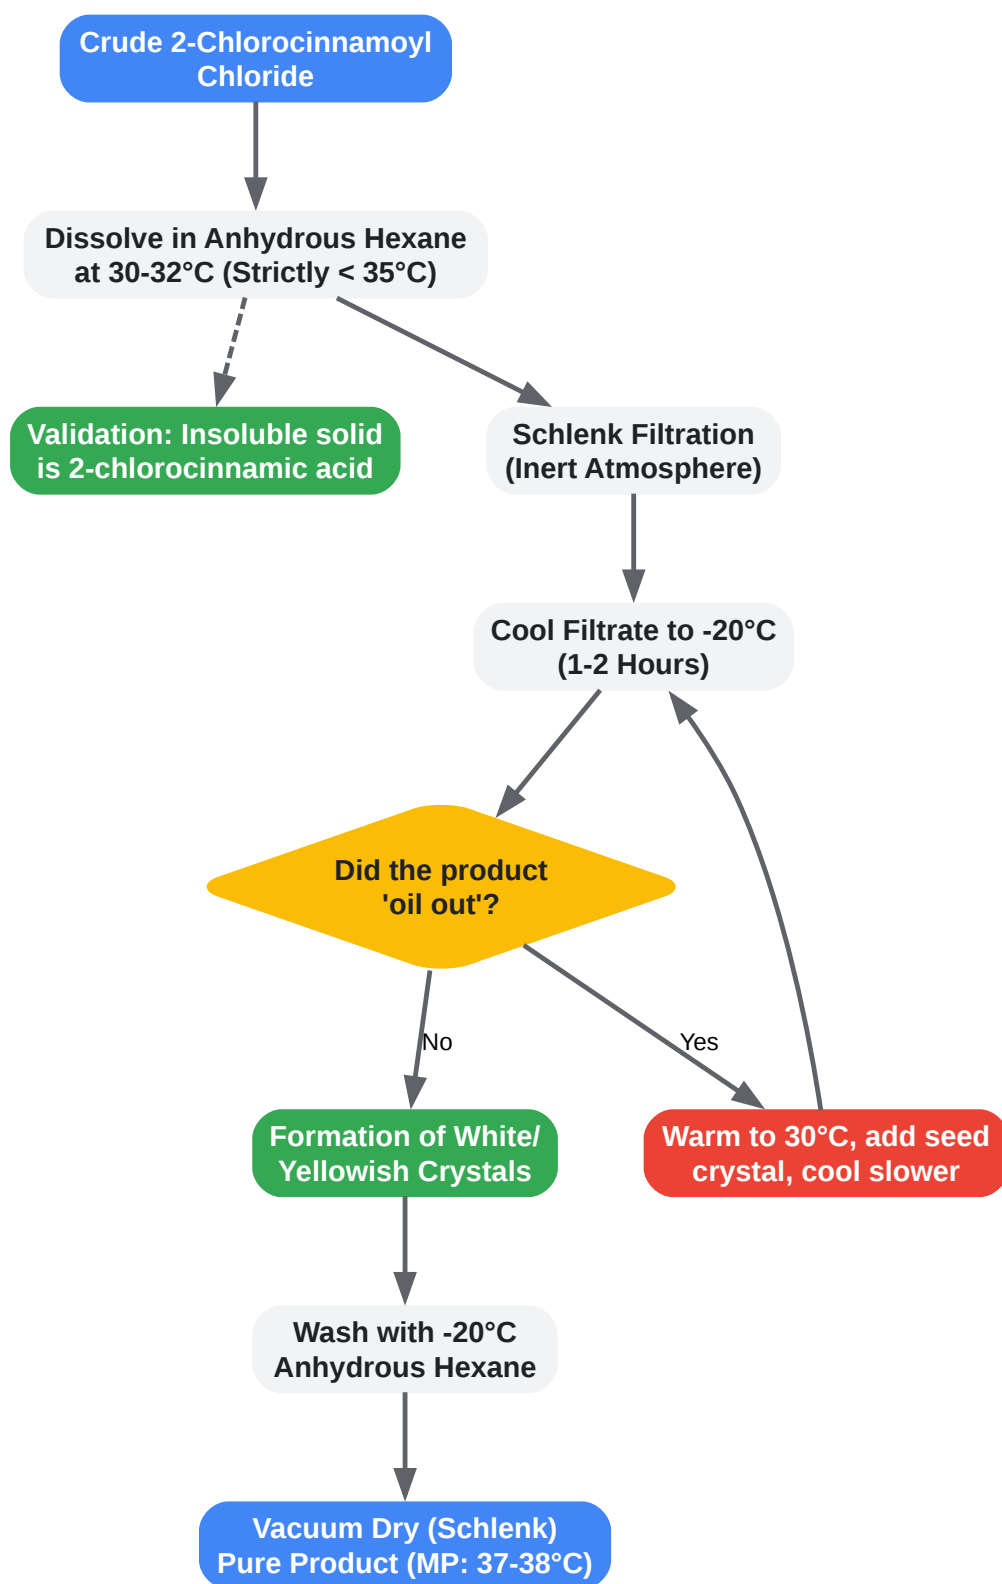 Crude 2-Chlorocinnamoyl
Chloride
Dissolve in Anhydrous Hexane
at 30-32°C (Strictly < 35°C)
Validation: Insoluble solid
is 2-chlorocinnamic acid
Schlenk Filtration
(Inert Atmosphere)
Cool Filtrate to -20°C
(1-2 Hours)
Did the product
'oil out'?
No
Yes
Formation of White/
Yellowish Crystals
Warm to 30°C, add seed
crystal, cool slower
Wash with -20°C
Anhydrous Hexane
Vacuum Dry (Schlenk)
Pure Product (MP: 37-38°C)